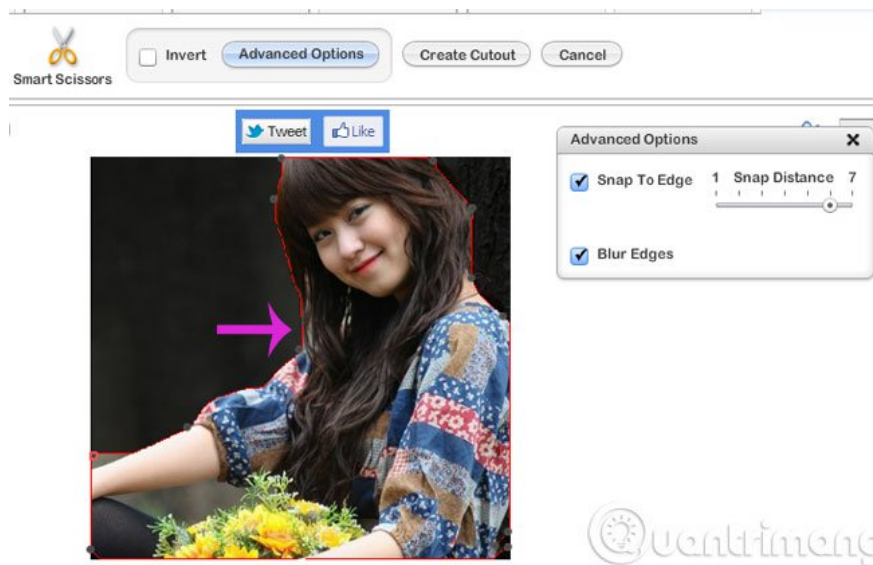 Smart Scissors
Invert
Advanced Options
Create Cutout
Cancel
Tweet
Like
Advanced Options
Snap To Edge
1 Snap Distance 7
Blur Edges
Quantrimang